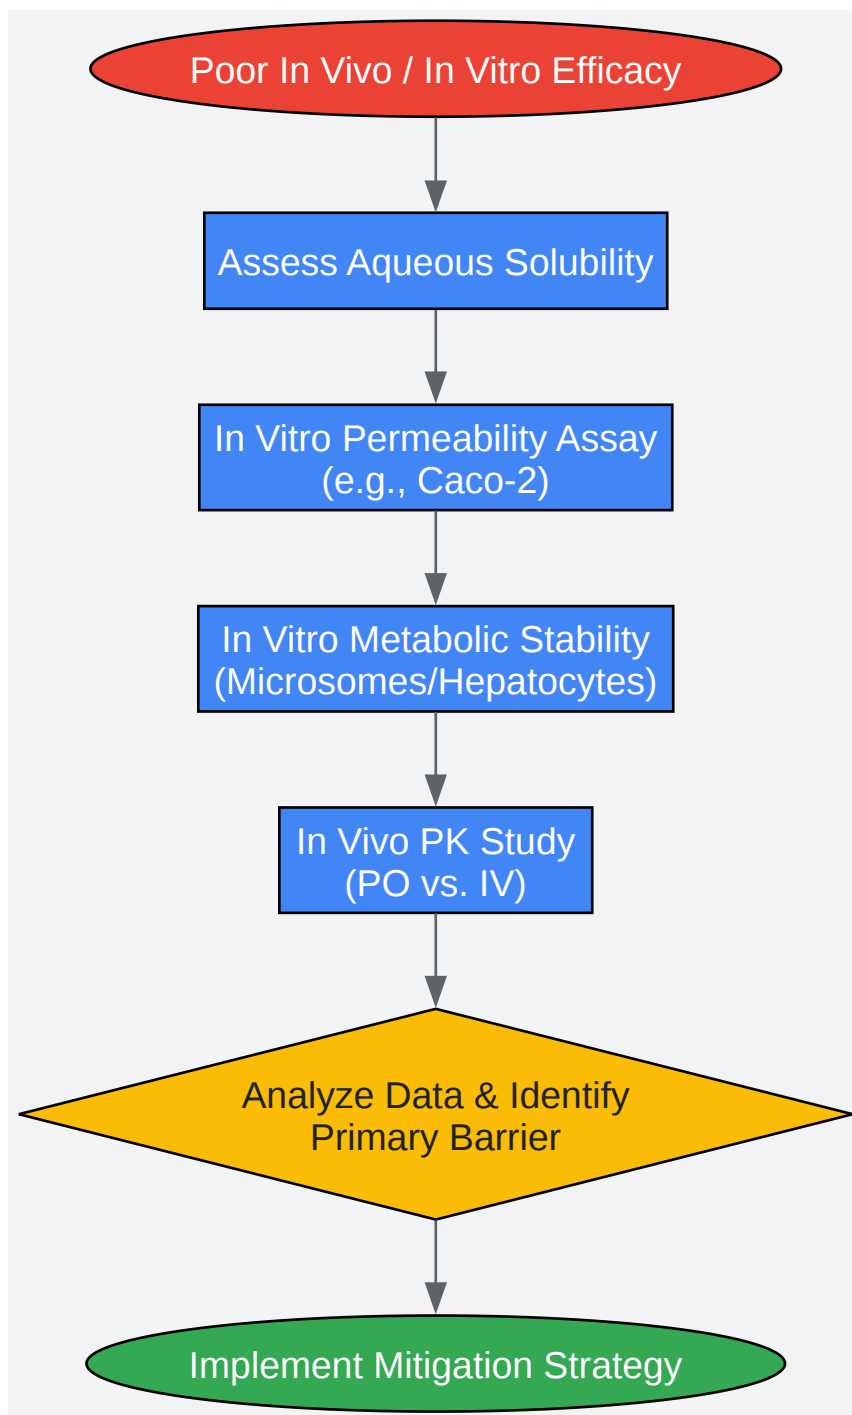 Poor In Vivo / In Vitro Efficacy
Assess Aqueous Solubility
In Vitro Permeability Assay
(e.g., Caco-2)
In Vitro Metabolic Stability
(Microsomes/Hepatocytes)
In Vivo PK Study
(PO vs. IV)
Analyze Data & Identify
Primary Barrier
Implement Mitigation Strategy